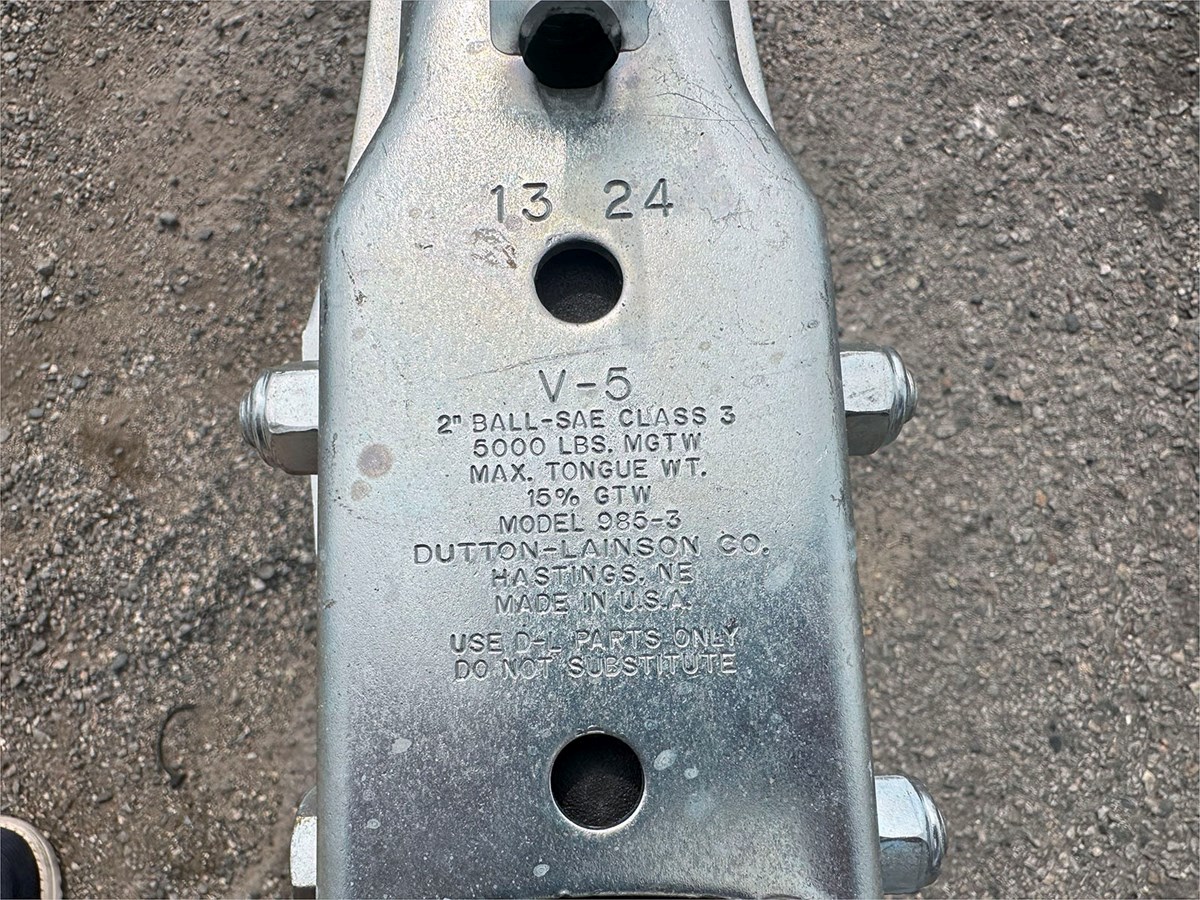 13 24
V-5
2" BALL-SAE CLASS 3
5000 LBS. MGTW
MAX. TONGUE WT.
15% GTW
MODEL 985-3
DUTTON-LAINSON CO.
HASTINGS, NE
MADE IN U.S.A.
USE D-L PARTS ONLY
DO NOT SUBSTITUTE